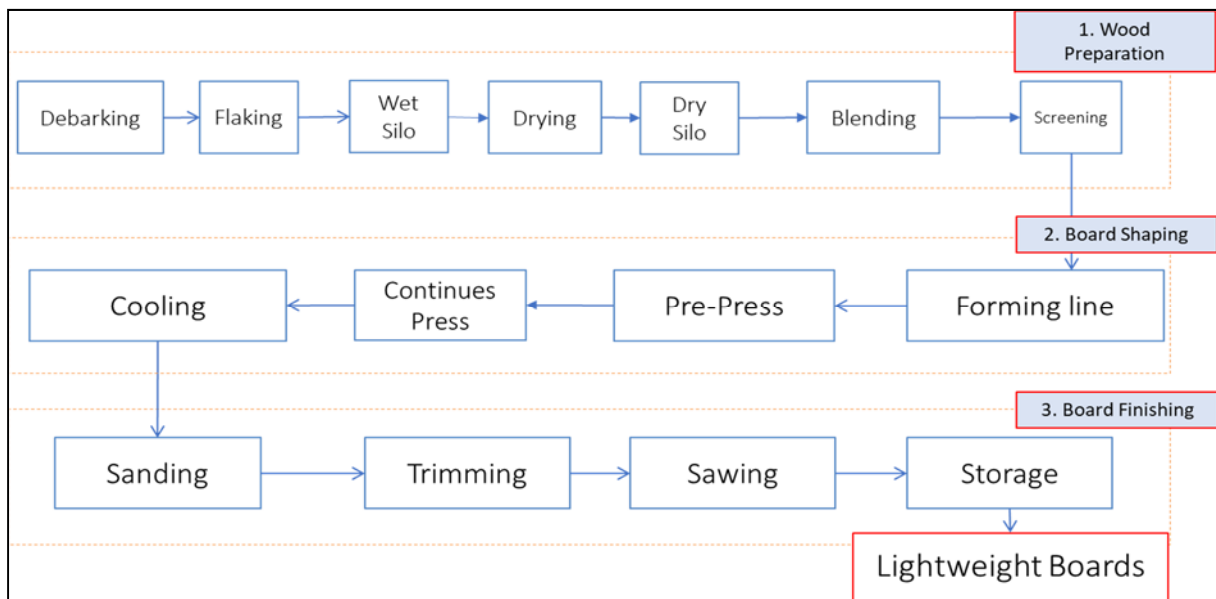 1. Wood
Preparation
Debarking
Flaking
Wet
Silo
Drying
Dry
Silo
Blending
Screening
2. Board Shaping
Cooling
Continues
Press
Pre-Press
Forming line
3. Board Finishing
Sanding
Trimming
Sawing
Storage
Lightweight Boards